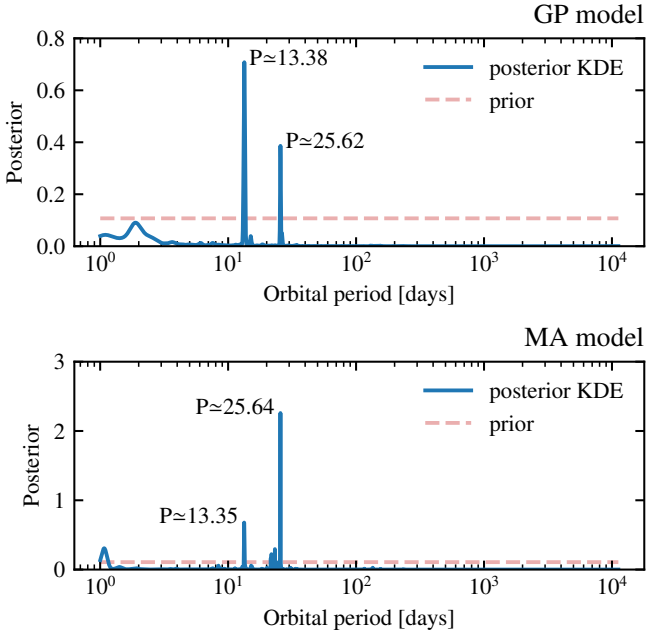 GP model
0.8
0.6
0.4
0.2
0.0
Posterior
P≃13.38
P≃25.62
posterior KDE
prior
10^0
10^1
10^2
10^3
10^4
Orbital period [days]
MA model
3
2
1
0
Posterior
P≃25.64
P≃13.35
posterior KDE
prior
10^0
10^1
10^2
10^3
10^4
Orbital period [days]